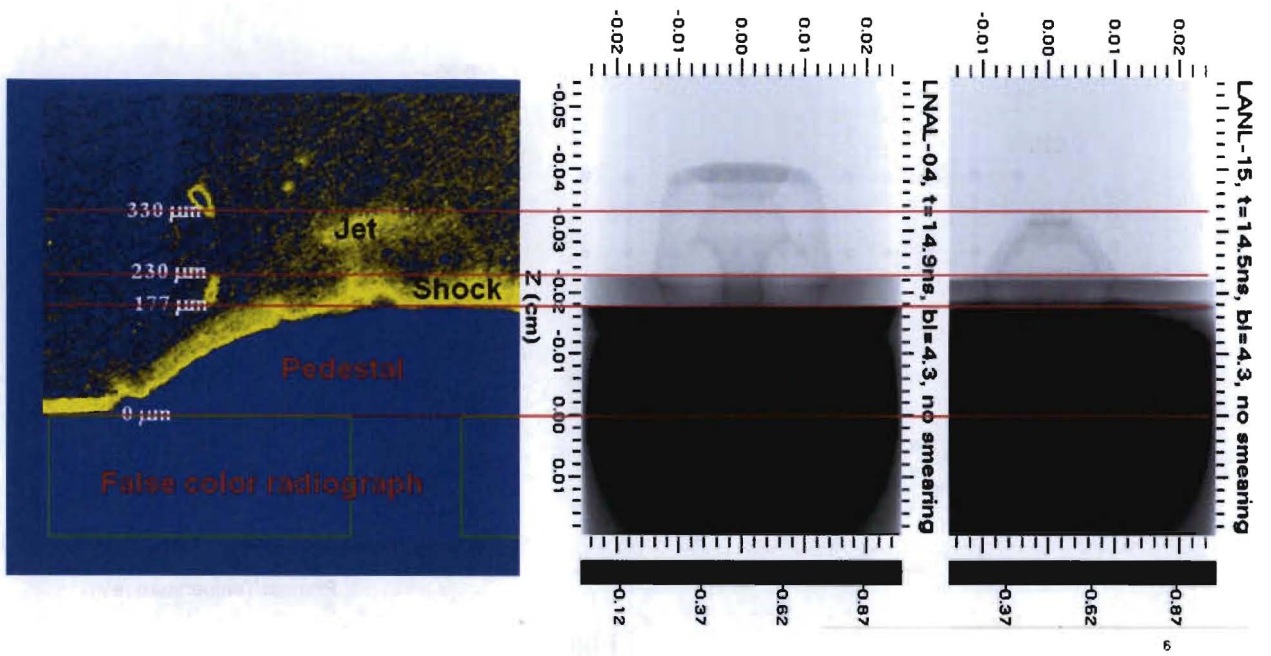 330 μm
Jet
230 μm
Shock
177 μm
Pedestal
0 μm
False color radiograph
-0.02
-0.01
0.00
0.01
0.02
Z (cm)
-0.05
-0.04
-0.03
-0.02
-0.01
0.00
0.01
LNAL-04, t=14.9ns, bl=4.3, no smearing
-0.12
-0.37
-0.62
-0.87
-0.01
0.00
0.01
0.02
LANL-15, t=14.5ns, bl=4.3, no smearing
-0.37
-0.62
-0.87
6